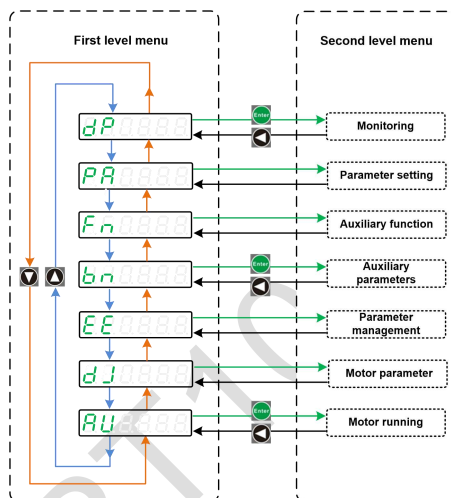 First level menu
Second level menu
dP
Enter
Monitoring
PA
Parameter setting
Fn
Auxiliary function
bn
Enter
Auxiliary
parameters
EE
Parameter
management
dJ
Motor parameter
AU
Enter
Motor running